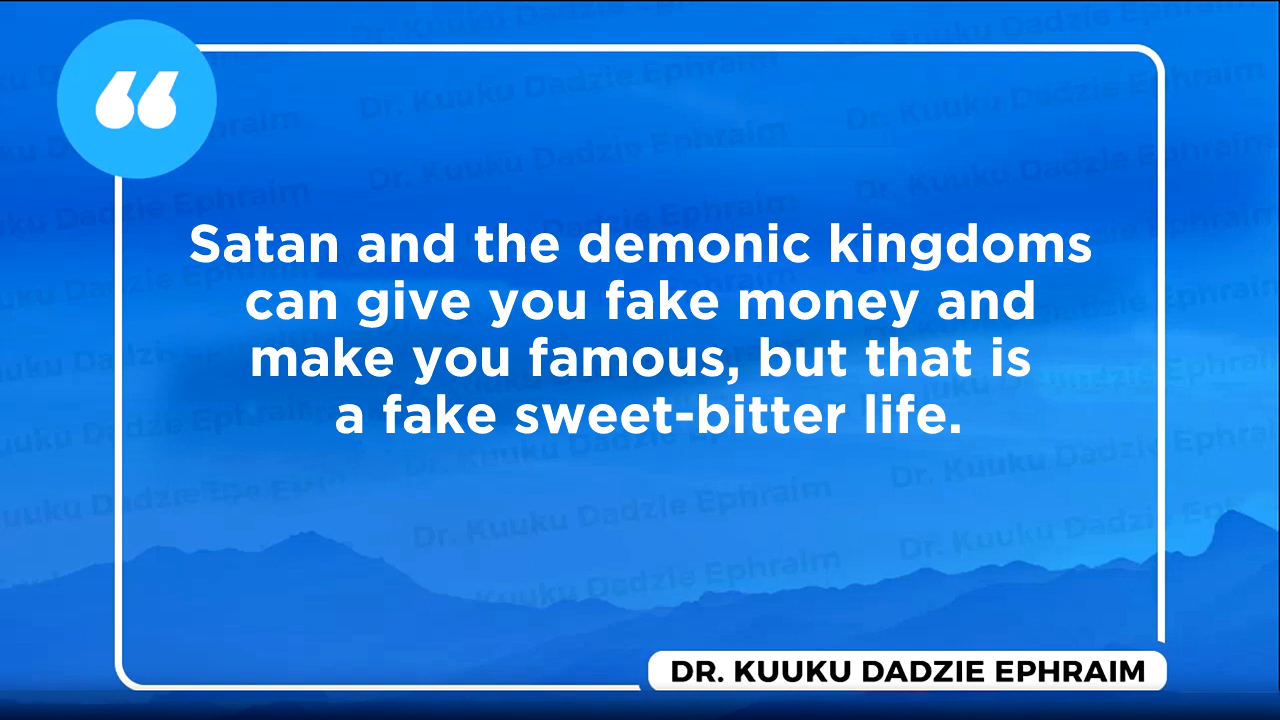 Satan and the demonic kingdoms
can give you fake money and
make you famous, but that is
a fake sweet-bitter life.
DR. KUUKU DADZIE EPHRAIM